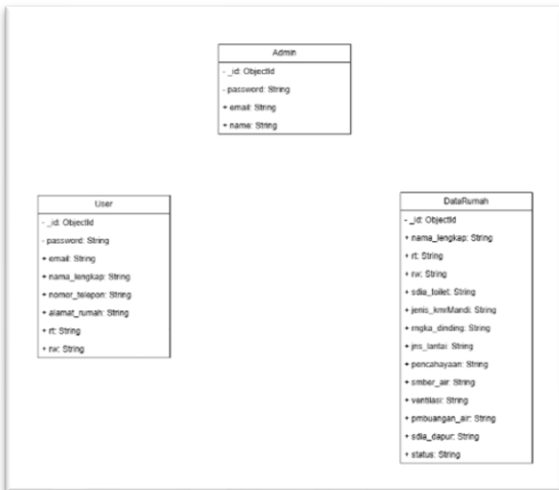 Admin
- _id: ObjectId
- password: String
+ email: String
+ name: String
User
- _id: ObjectId
- password: String
+ email: String
+ nama_lengkap: String
+ nomor_telepon: String
+ alamat_rumah: String
+ rt: String
+ rw: String
DataRumah
- _id: ObjectId
+ nama_lengkap: String
+ rt: String
+ rw: String
+ sdia_toilet: String
+ jenis_kmrMandi: String
+ rngka_dinding: String
+ jns_lantai: String
+ pencahayaan: String
+ smber_air: String
+ ventilasi: String
+ pmbuangan_air: String
+ sdia_dapur: String
+ status: String